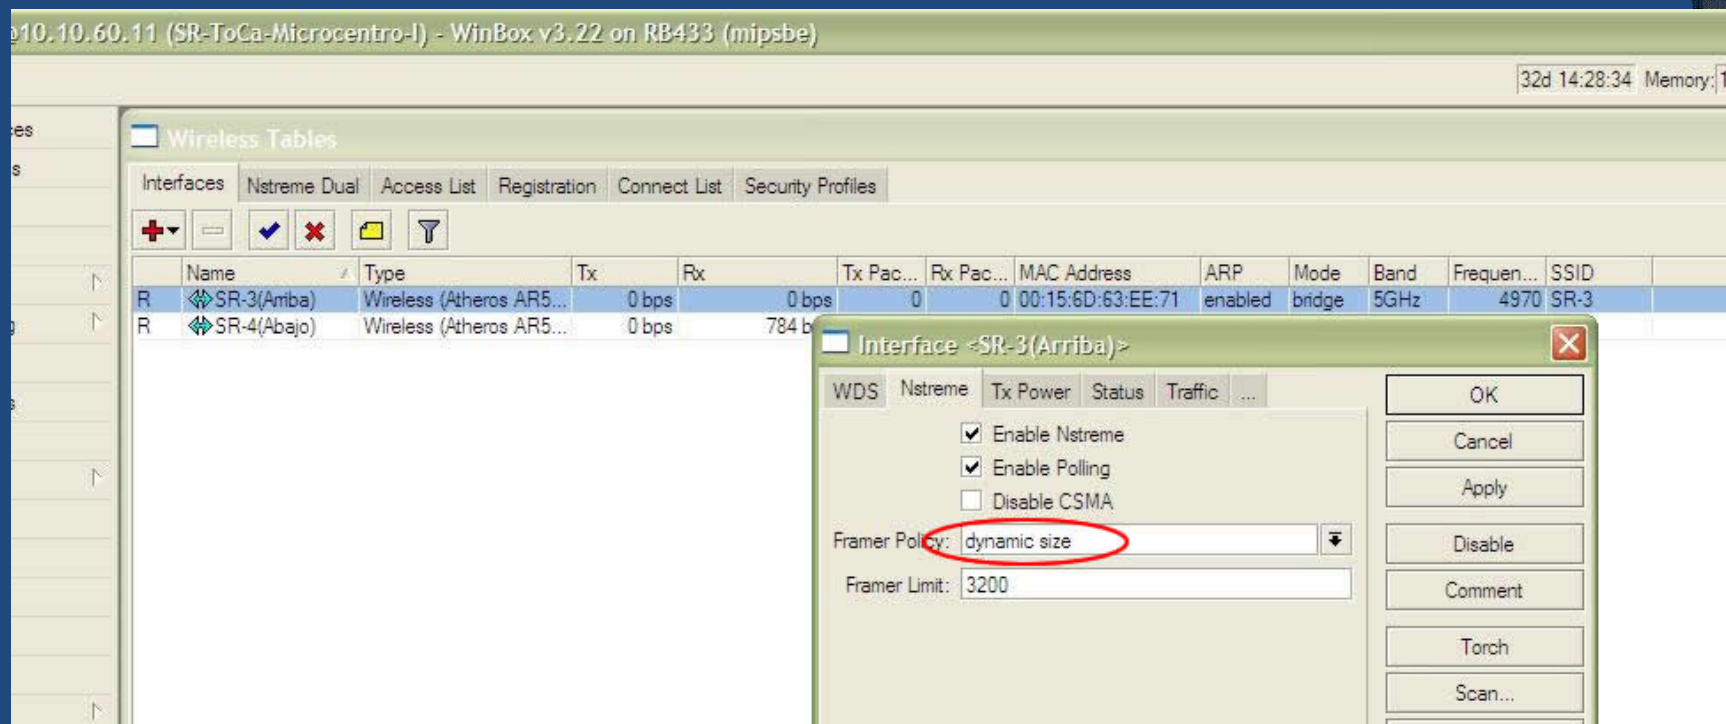 @10.10.60.11 (SR-ToCa-Microcentro-I) - WinBox v3.22 on RB433 (mipsbe)
32d 14:28:34 Memory: 1
es
s
Wireless Tables
Interfaces Nstreme Dual Access List Registration Connect List Security Profiles
Name Type Tx Rx Tx Pac... Rx Pac... MAC Address ARP Mode Band Frequen... SSID
R SR-3(Arriba) Wireless (Atheros AR5... 0 bps 0 bps 0 0 00:15:6D:63:EE:71 enabled bridge 5GHz 4970 SR-3
R SR-4(Abajo) Wireless (Atheros AR5... 0 bps 784 b
Interface <SR-3(Arriba)>
WDS Nstreme Tx Power Status Traffic ...
Enable Nstreme
Enable Polling
Disable CSMA
Framer Policy: dynamic size
Framer Limit: 3200
OK
Cancel
Apply
Disable
Comment
Torch
Scan...